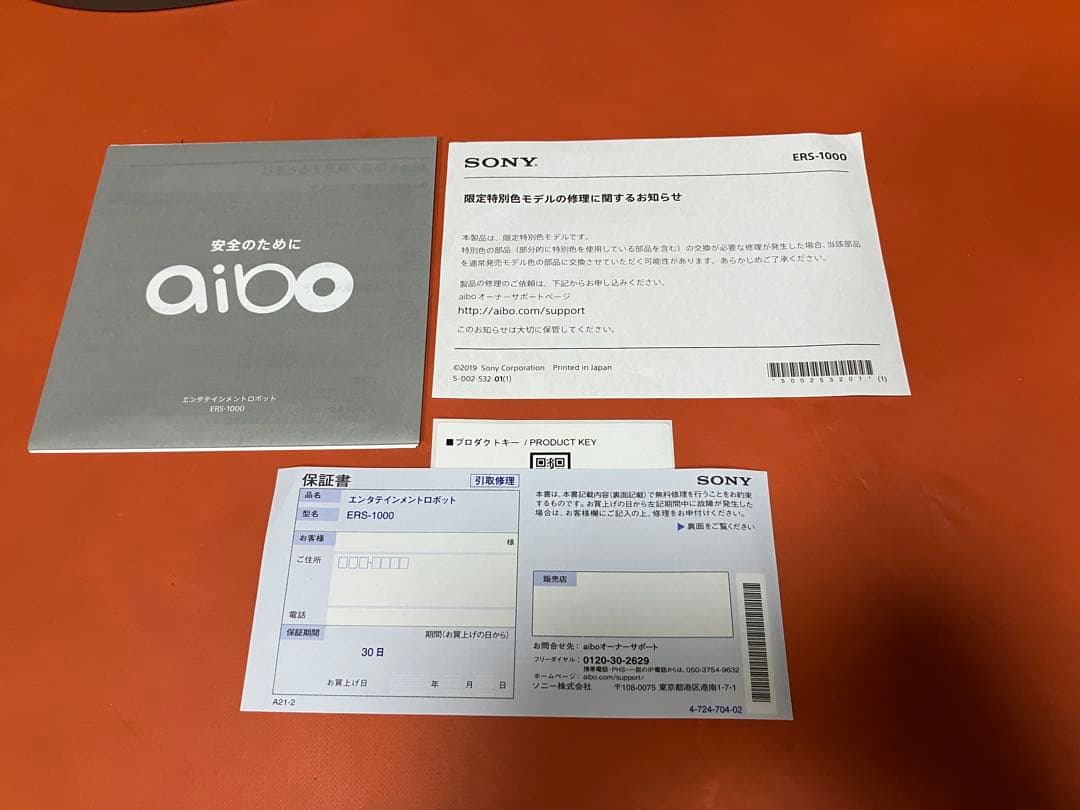 安全のために
aibo
エンタテインメントロボット
ERS-1000
SONY
ERS-1000
限定特別色モデルの修理に関するお知らせ
本製品は、限定特別色モデルです。
特別色の部品（部分的に特別色を使用している部品を含む）の交換が必要な修理が発生した場合、当該部品
を通常発売モデル色の部品に交換させていただく可能性があります。あらかじめご了承ください。
製品の修理のご依頼は、下記からお申し込みください。
aiboオーナーサポートページ
http://aibo.com/support
このお知らせは大切に保管してください。
©2019 Sony Corporation Printed in Japan
5-002-532-01(1)
*500253201* (1)
■プロダクトキー / PRODUCT KEY
保証書
引取修理
品名 エンタテインメントロボット
型名 ERS-1000
お客様
様
ご住所
電話
保証期間 期間(お買上げの日から)
30日
お買上げ日 年 月 日
A21-2
SONY
本書は、本書記載内容(裏面記載)で無料修理を行うことをお約束
するものです。お買上げの日から左記期間中に故障が発生した
場合は、お客様欄にご記入の上、修理をお申付けください。
▶裏面をご覧ください
販売店
お問合せ先：aiboオーナーサポート
フリーダイヤル：0120-30-2629
携帯電話・PHS・一部のIP電話からは、050-3754-9632
ホームページ：aibo.com/support/
ソニー株式会社 〒108-0075 東京都港区港南1-7-1
4-724-704-02